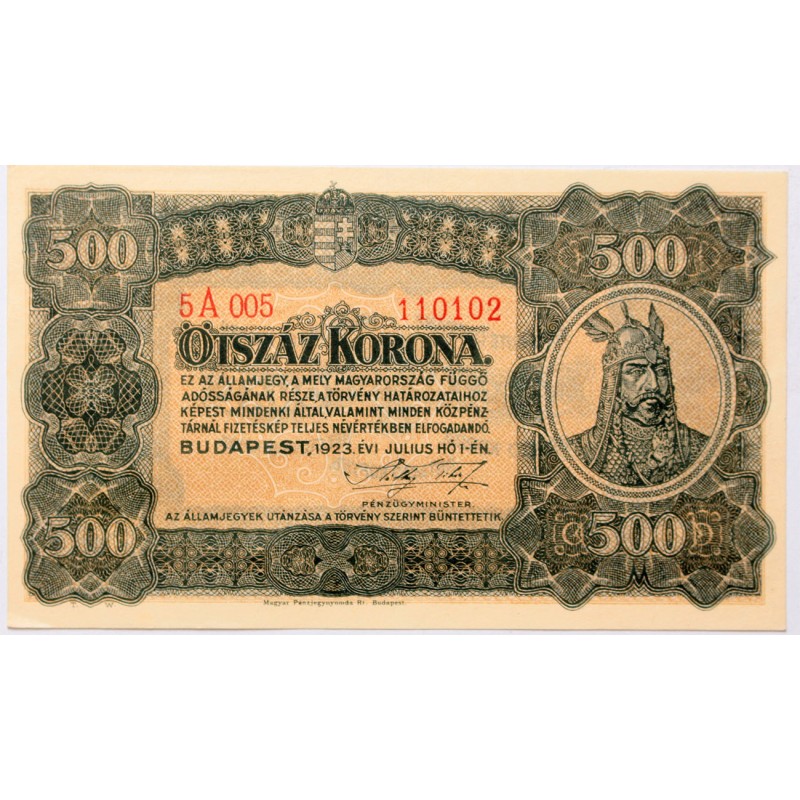 500 500
5A 005 110102
ÖTSZÁZ KORONA.
EZ AZ ÁLLAMJEGY, A MELY MAGYARORSZÁG FÜGGŐ
ADÓSSÁGÁNAK RÉSZE, A TÖRVÉNY HATÁROZATAIHOZ
KÉPEST MINDENKI ÁLTAL, VALAMINT MINDEN KÖZPÉNZ-
TÁRNÁL FIZETÉSKÉP TELJES NÉVÉRTÉKBEN ELFOGADANDÓ.
BUDAPEST, 1923. ÉVI JULIUS HÓ 1-ÉN.
PÉNZÜGYMINISTER.
AZ ÁLLAMJEGYEK UTÁNZÁSA A TÖRVÉNY SZERINT BÜNTETTETIK.
500 500
T W Magyar Pénzjegynyomda Rt. Budapest.